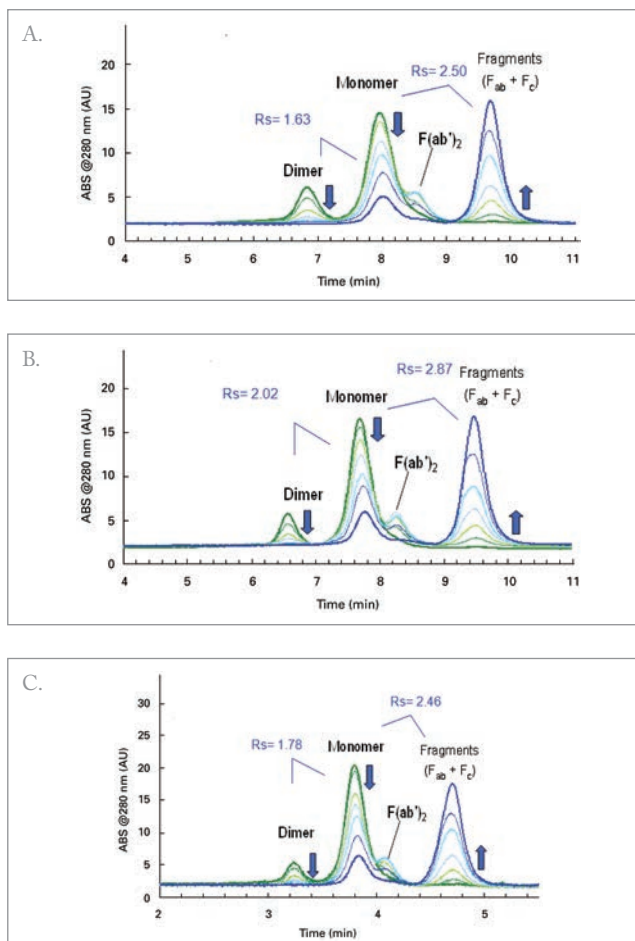 A.
Fragments
(Fab + Fc)
Rs= 2.50
Monomer
Rs= 1.63
F(ab')2
Dimer
ABS @280 nm (AU)
20
15
10
5
0
4 5 6 7 8 9 10 11
Time (min)
B.
Rs= 2.87
Fragments
(Fab + Fc)
Rs= 2.02
Monomer
F(ab')2
Dimer
ABS @280 nm (AU)
20
15
10
5
0
4 5 6 7 8 9 10 11
Time (min)
C.
Rs= 2.46
Rs= 1.78
Monomer
Fragments
(Fab + Fc)
F(ab')2
Dimer
ABS @280 nm (AU)
30
25
20
15
10
5
0
2 3 4 5
Time (min)